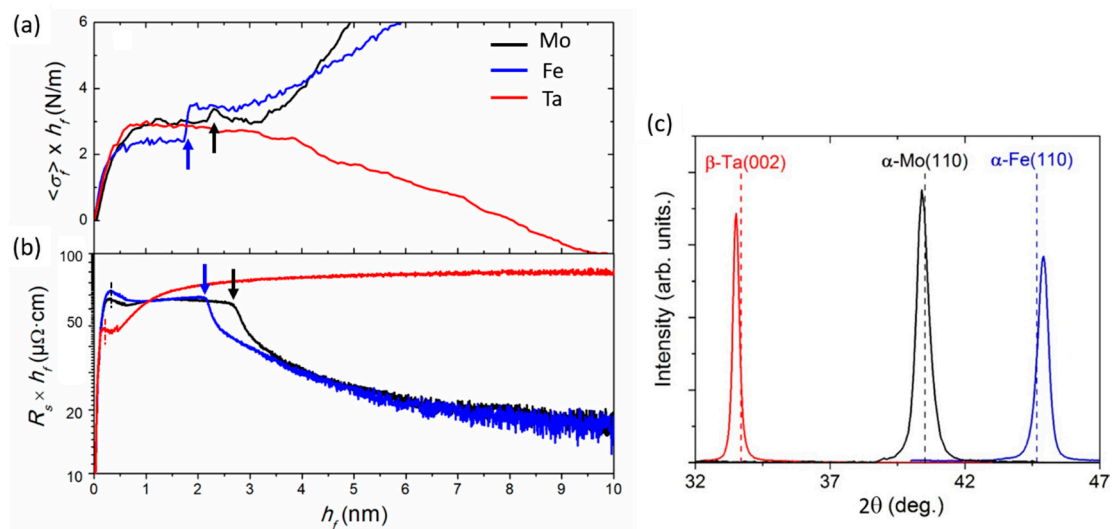 (a)
<σf> x hf (N/m)
6
4
2
0
Mo
Fe
Ta
(b)
Rs × hf (μΩ·cm)
100
50
20
10
0 1 2 3 4 5 6 7 8 9 10
hf (nm)
(c)
Intensity (arb. units.)
β-Ta(002)
α-Mo(110)
α-Fe(110)
32 37 42 47
2θ (deg.)